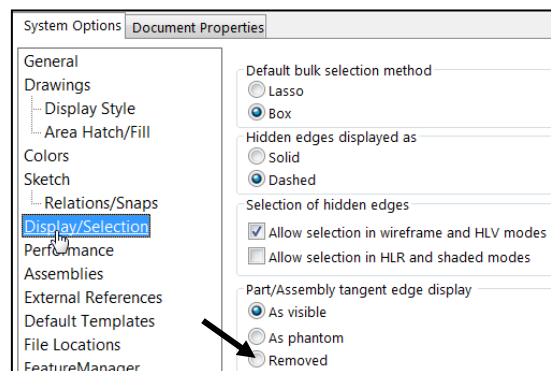 System Options Document Properties
General
Drawings
Display Style
Area Hatch/Fill
Colors
Sketch
Relations/Snaps
Display/Selection
Performance
Assemblies
External References
Default Templates
File Locations
FeatureManager
Default bulk selection method
Lasso
Box
Hidden edges displayed as
Solid
Dashed
Selection of hidden edges
Allow selection in wireframe and HLV modes
Allow selection in HLR and shaded modes
Part/Assembly tangent edge display
As visible
As phantom
Removed